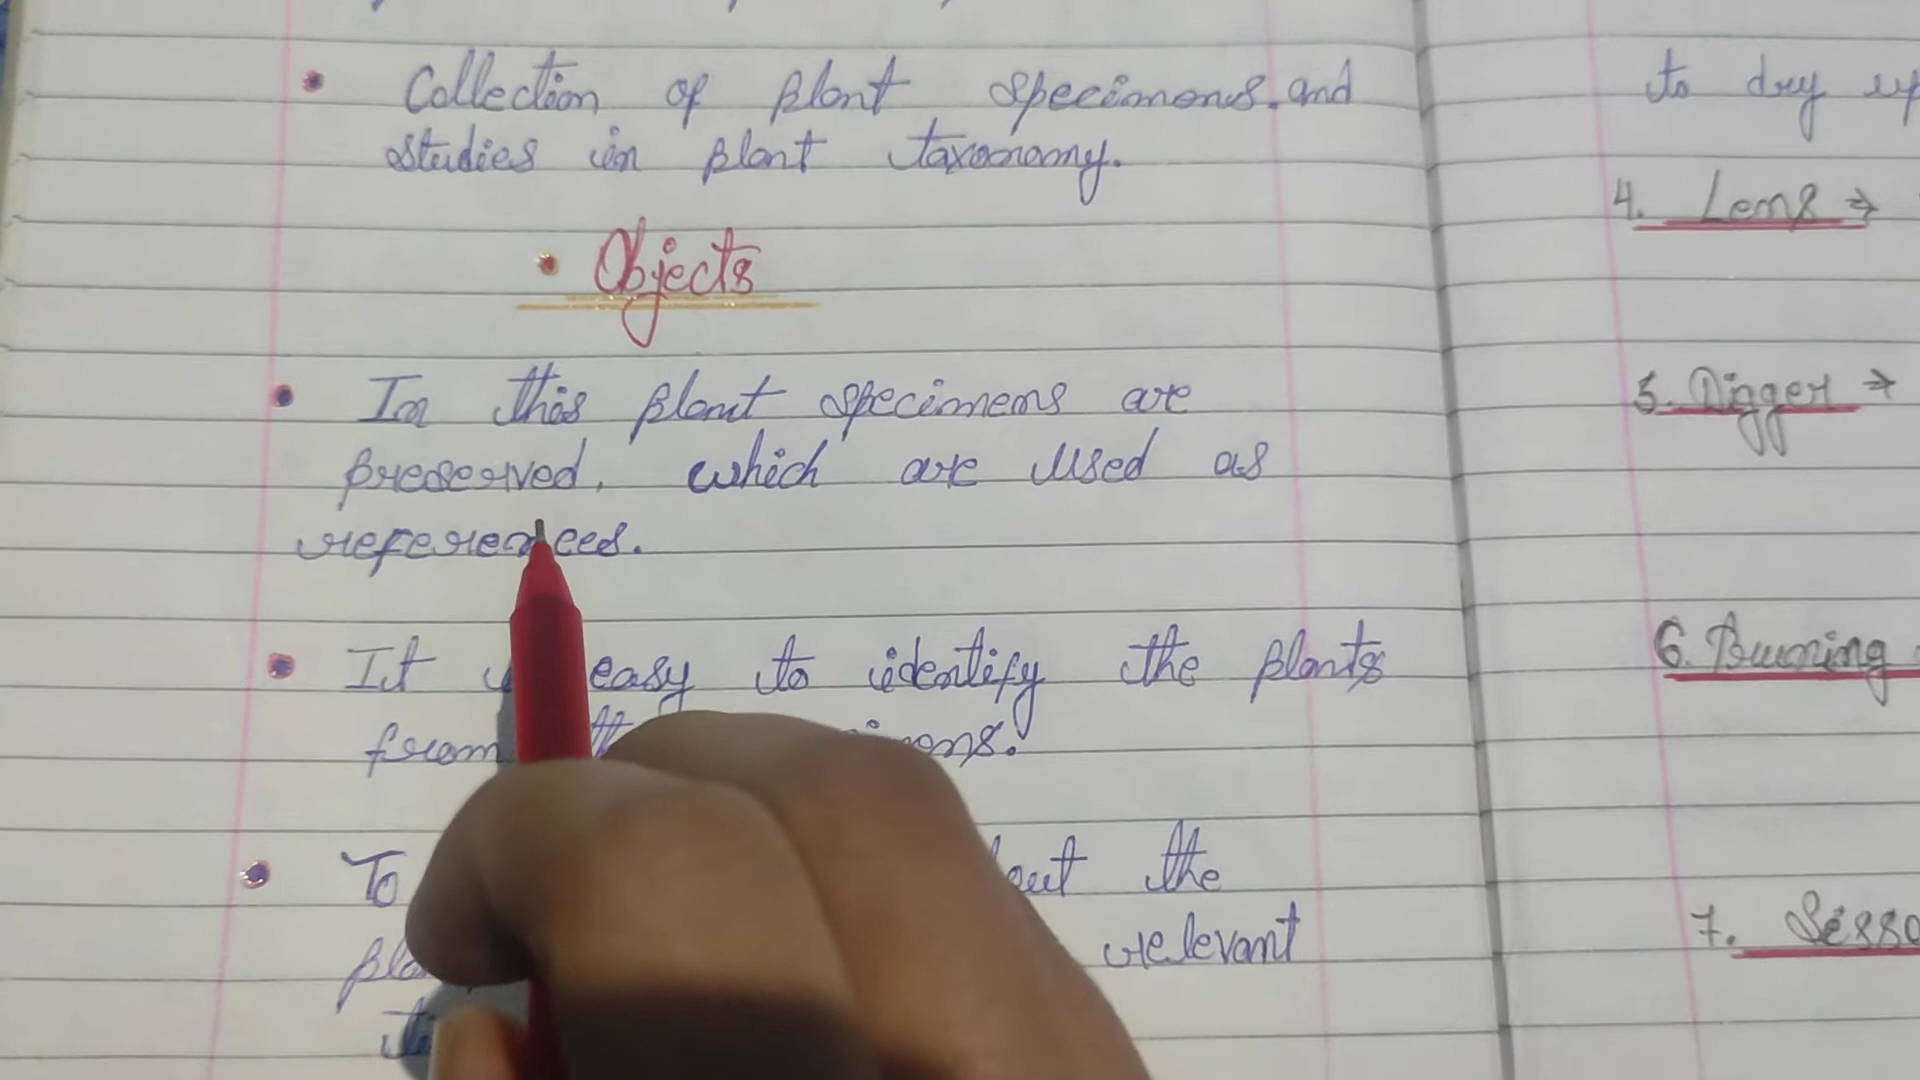 Collection of plant specimens.and
studies in plant taxonomy.
• Objects
In this plant specimens are
preserved, which are used as
references.
It easy to identify the plants
from
To the
relevant
to dry up
4. Lens →
5. Digger →
6.
7.